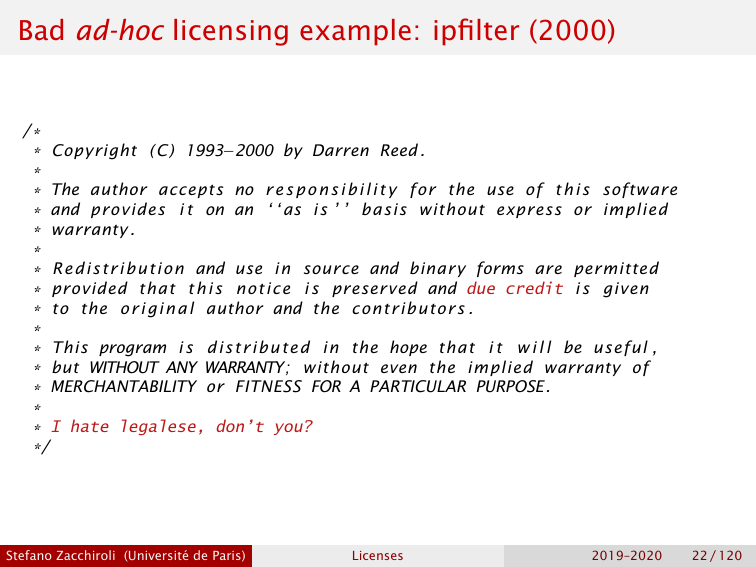 Bad ad-hoc licensing example: ipfilter (2000)
/*
* Copyright (C) 1993–2000 by Darren Reed.
*
* The author accepts no responsibility for the use of this software
* and provides it on an ‘‘as is’’ basis without express or implied
* warranty.
*
* Redistribution and use in source and binary forms are permitted
* provided that this notice is preserved and due credit is given
* to the original author and the contributors.
*
* This program is distributed in the hope that it will be useful,
* but WITHOUT ANY WARRANTY; without even the implied warranty of
* MERCHANTABILITY or FITNESS FOR A PARTICULAR PURPOSE.
*
* I hate legalese, don’t you?
*/
Stefano Zacchiroli (Université de Paris) Licenses 2019–2020 22 / 120